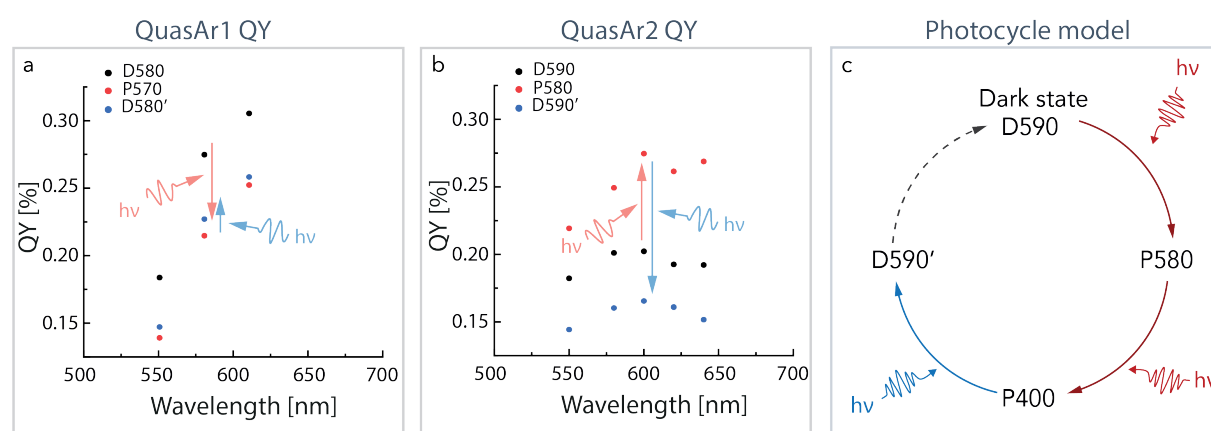 QuasAr1 QY
QuasAr2 QY
Photocycle model
a
D580
P570
D580′
0.30
0.25
0.20
0.15
QY [%]
hν
hν
500
550
600
650
700
Wavelength [nm]
b
D590
P580
D590′
0.30
0.25
0.20
0.15
QY [%]
hν
hν
500
550
600
650
700
Wavelength [nm]
c
hν
Dark state
D590
D590′
P580
P400
hν
hν